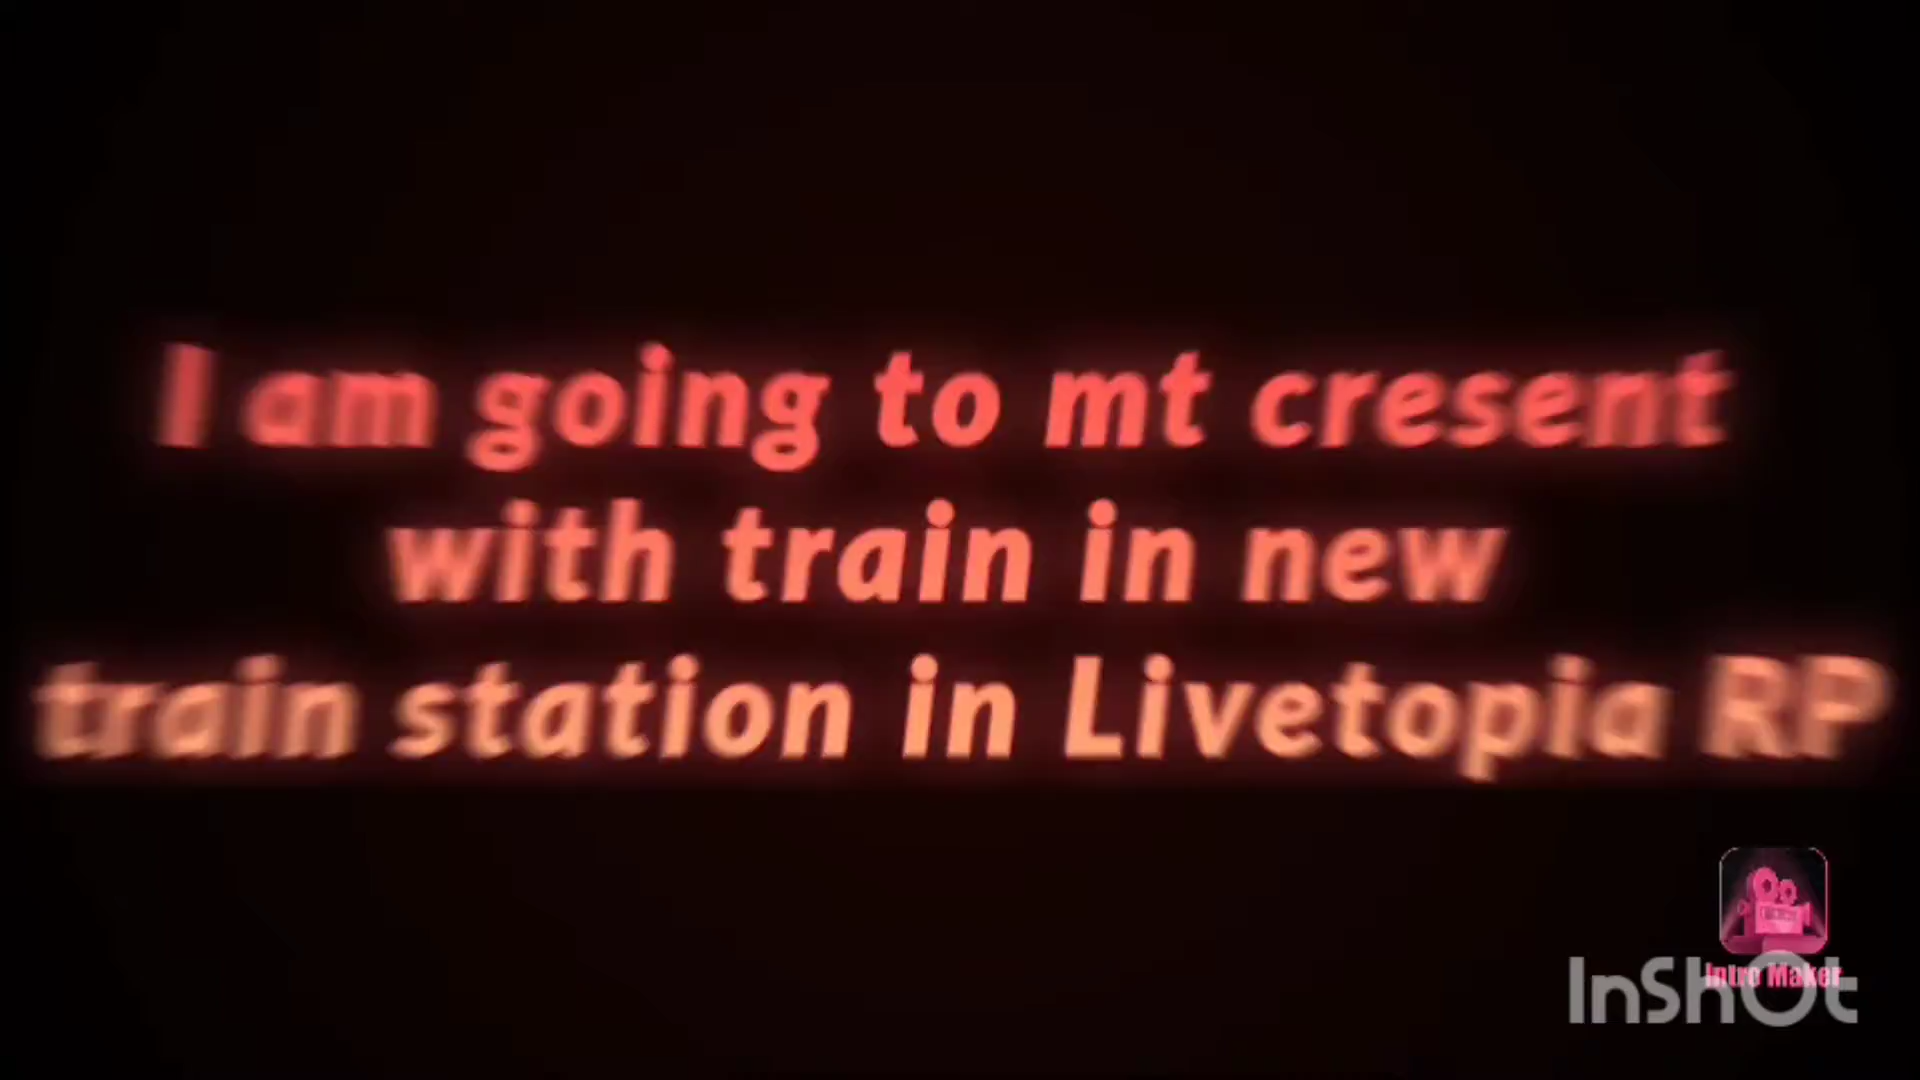 I am going to mt cresent
with train in new
train station in Livetopia RP
Intro Maker
InShOt